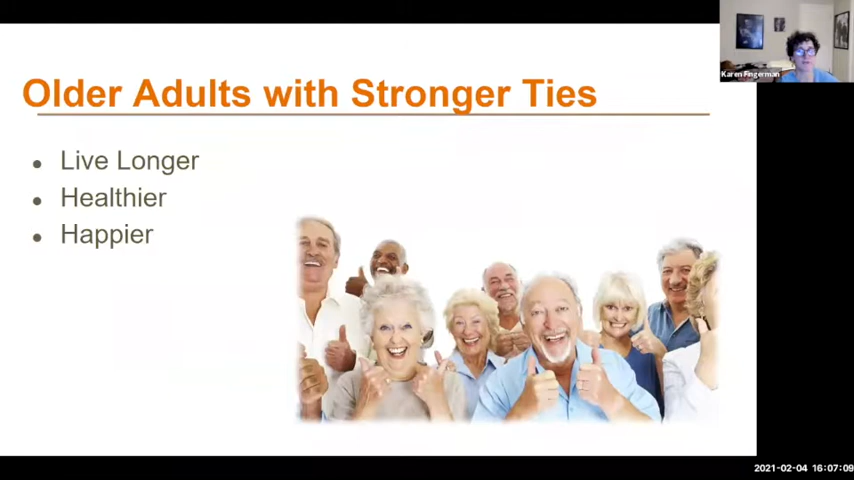 Older Adults with Stronger Ties
• Live Longer
• Healthier
• Happier
Karen Fingerman
2021-02-04 16:07:09